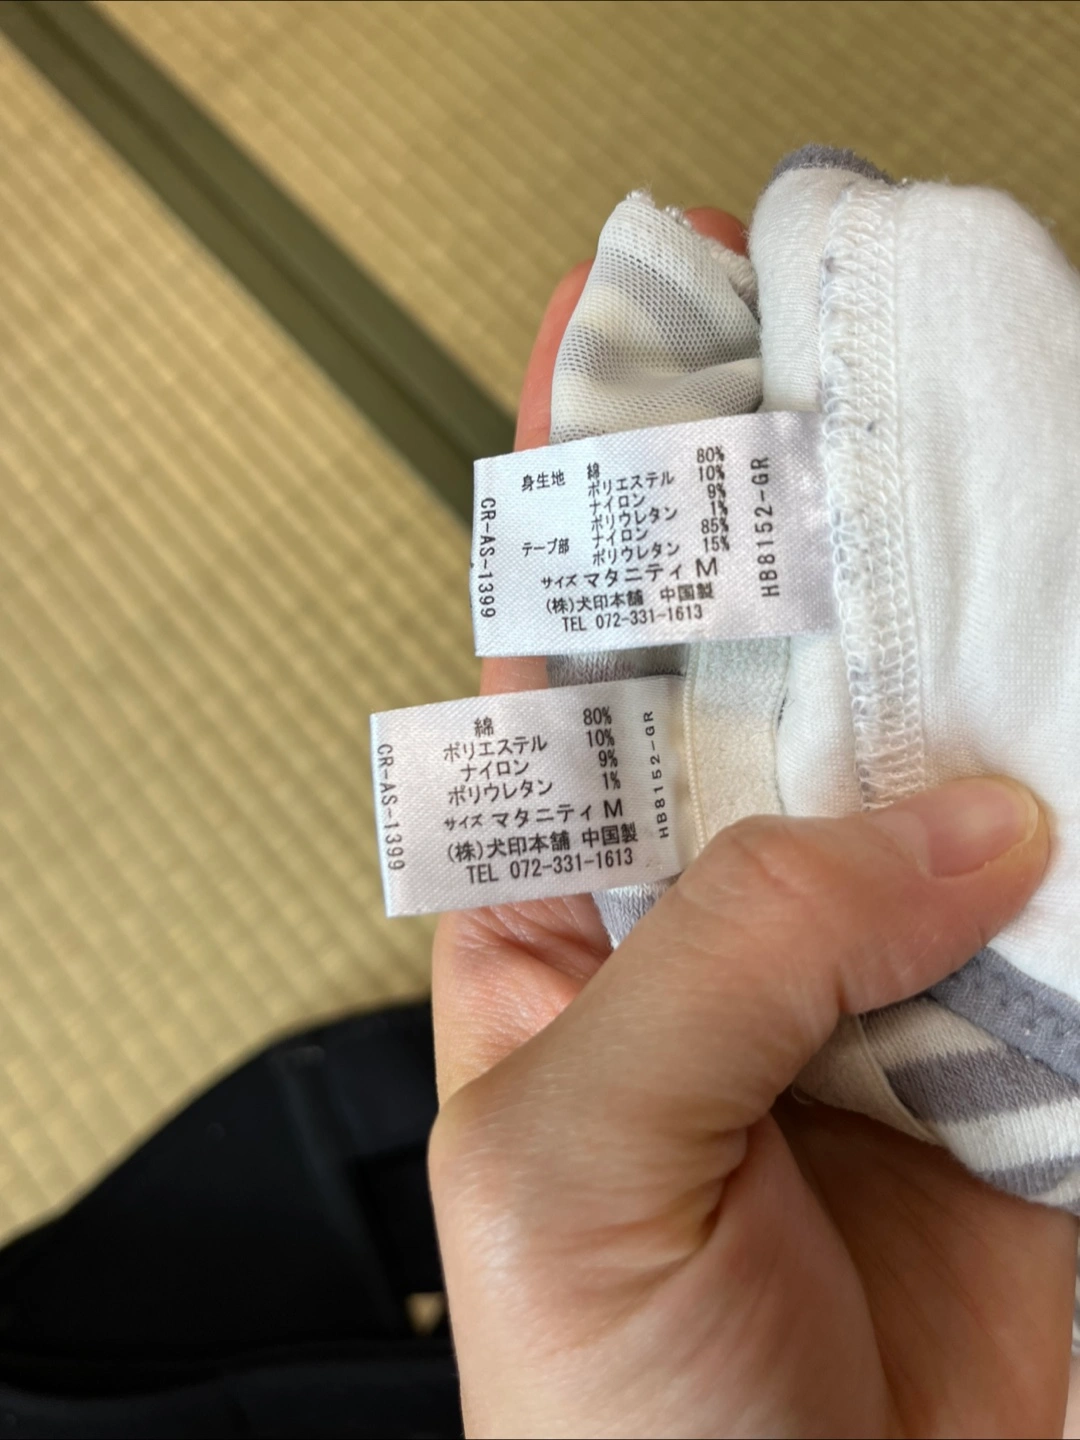 身生地 綿 80%
ポリエステル 10%
ナイロン 9%
ポリウレタン 1%
テープ部 ナイロン 85%
ポリウレタン 15%
サイズ マタニティ M
(株)犬印本舗 中国製
TEL 072-331-1613
CR-AS-1399
HB8152-GR
綿 80%
ポリエステル 10%
ナイロン 9%
ポリウレタン 1%
サイズ マタニティ M
(株)犬印本舗 中国製
TEL 072-331-1613
CR-AS-1399
HB8152-GR